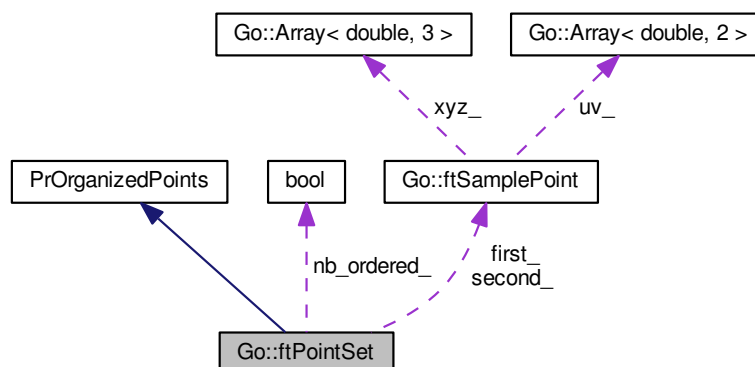 Go::Array< double, 3 >
Go::Array< double, 2 >
xyz_
uv_
PrOrganizedPoints
bool
Go::ftSamplePoint
nb_ordered_
first_
second_
Go::ftPointSet